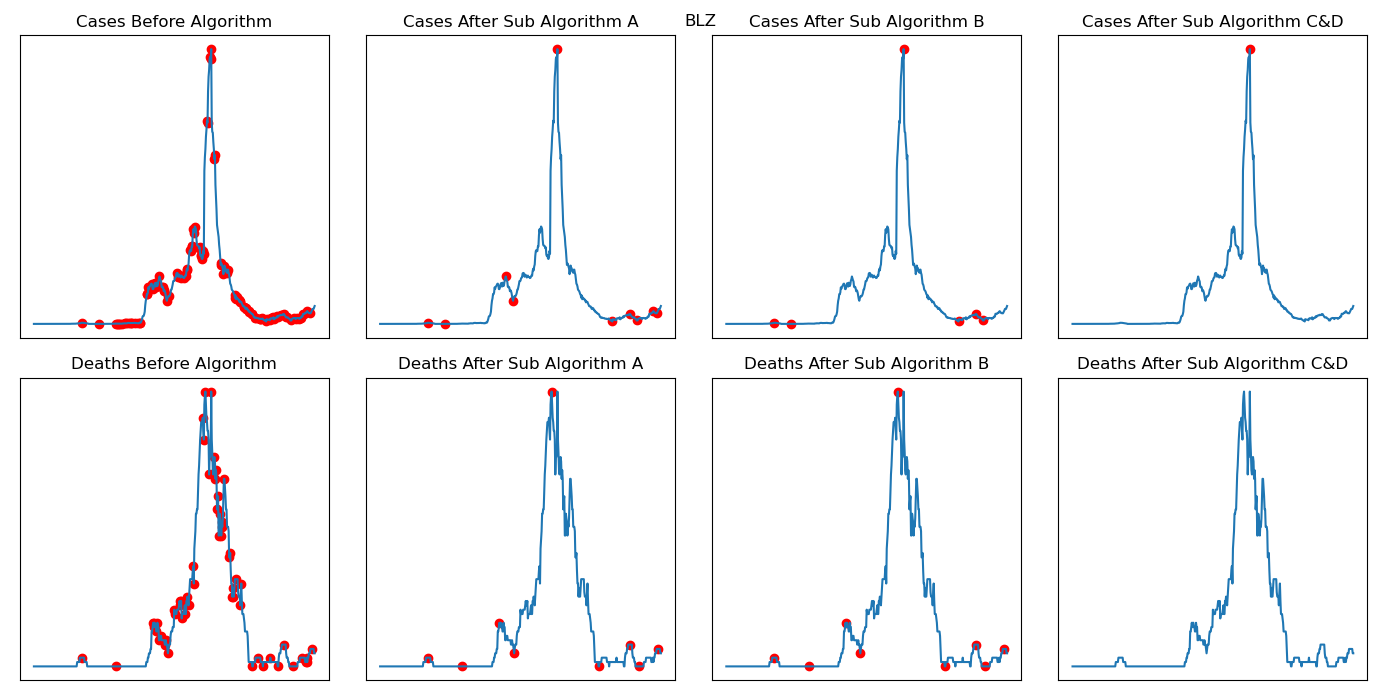 BLZ
Cases Before Algorithm
Cases After Sub Algorithm A
Cases After Sub Algorithm B
Cases After Sub Algorithm C&D
Deaths Before Algorithm
Deaths After Sub Algorithm A
Deaths After Sub Algorithm B
Deaths After Sub Algorithm C&D